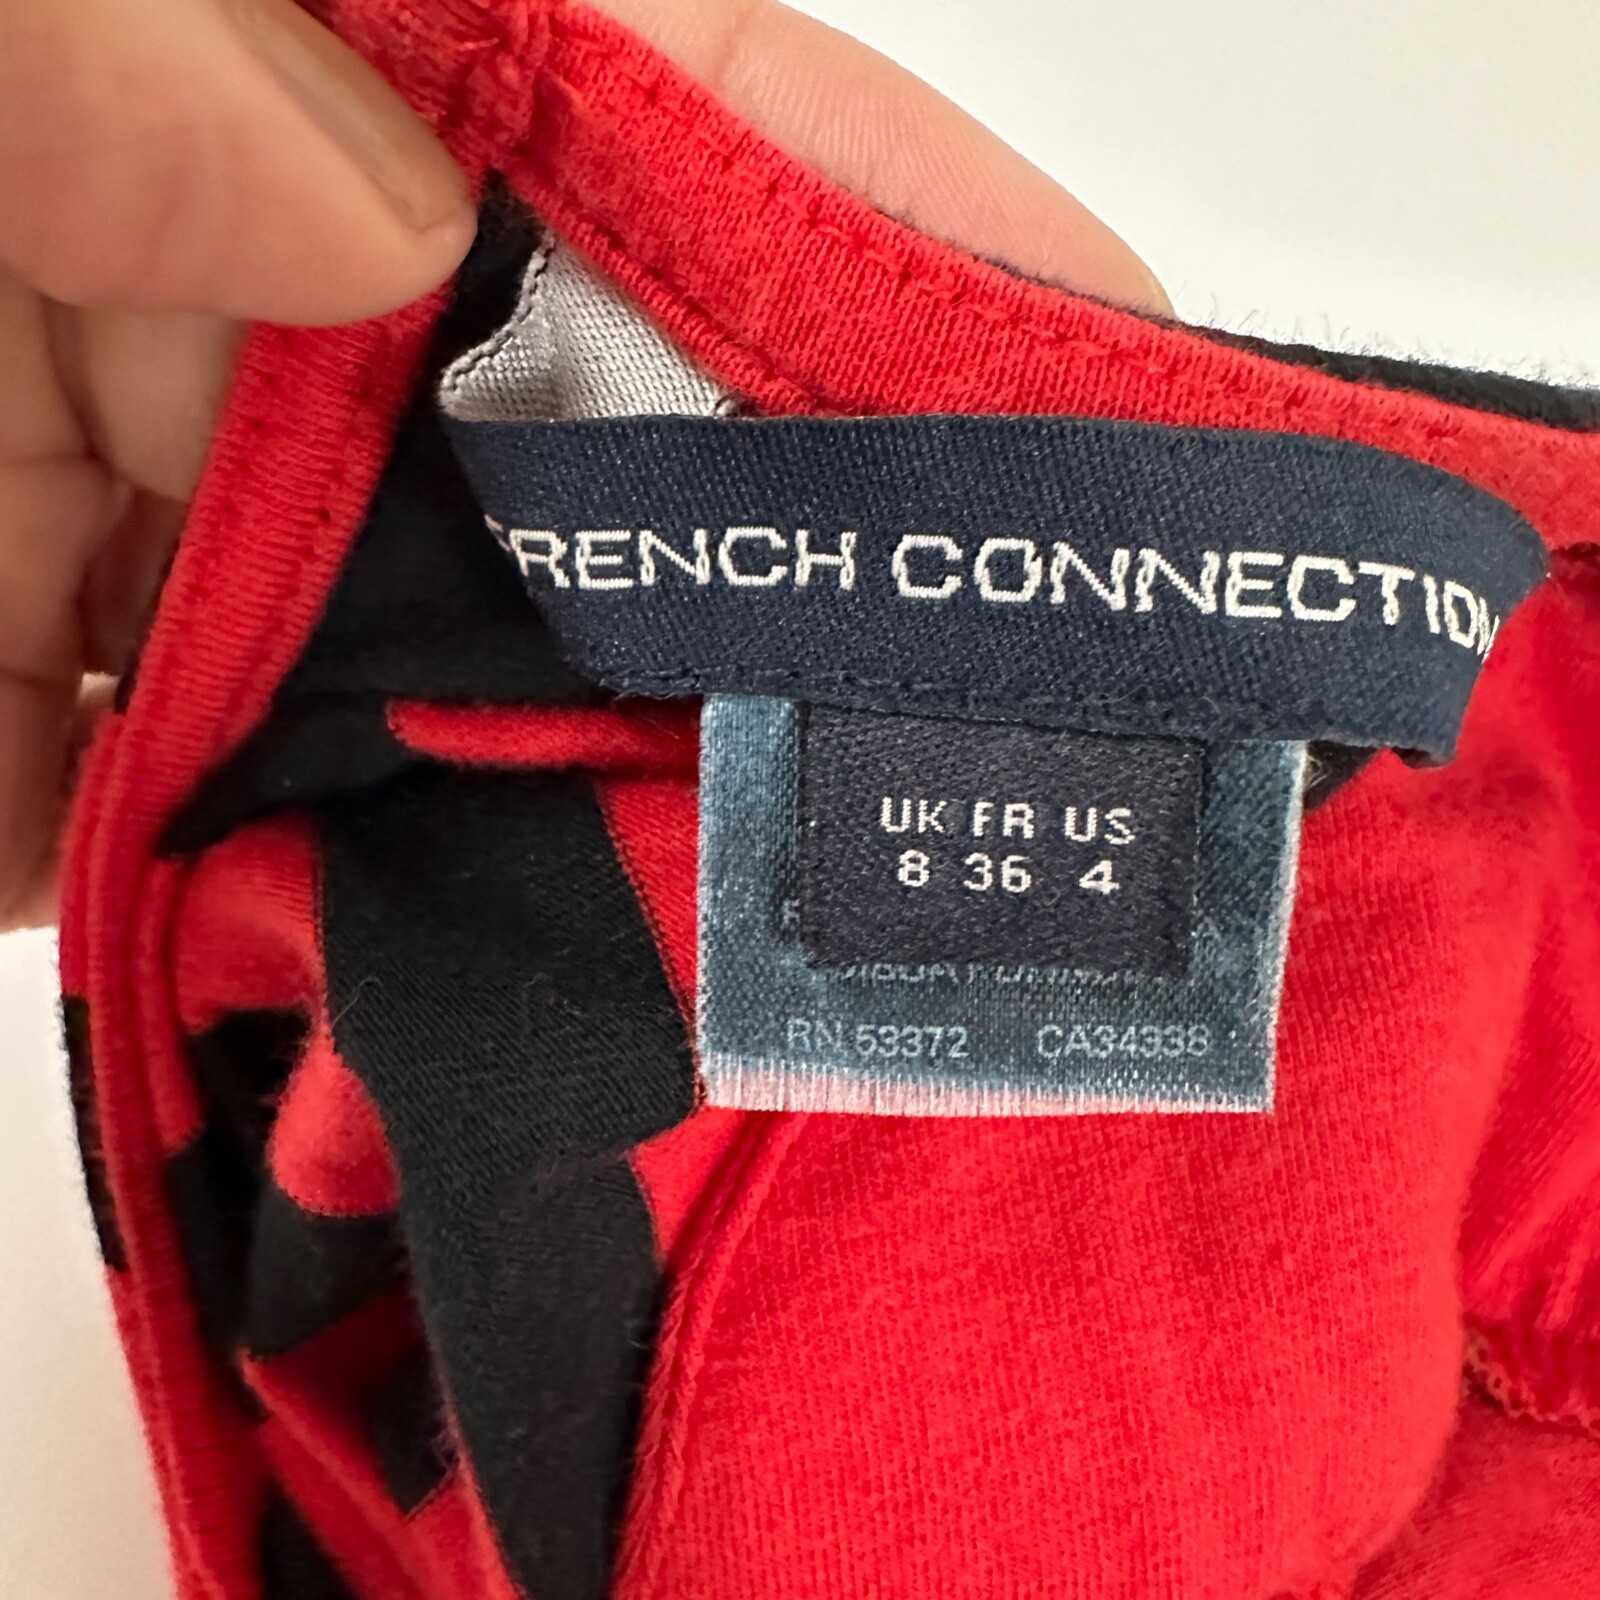 FRENCH CONNECTION
UK FR US
8 36 4
RN 53372 CA34338